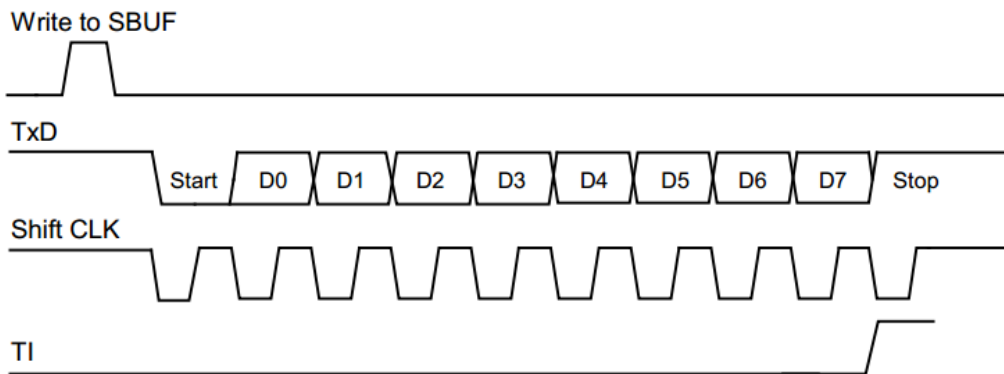 Write to SBUF
TxD
Start D0 D1 D2 D3 D4 D5 D6 D7 Stop
Shift CLK
TI